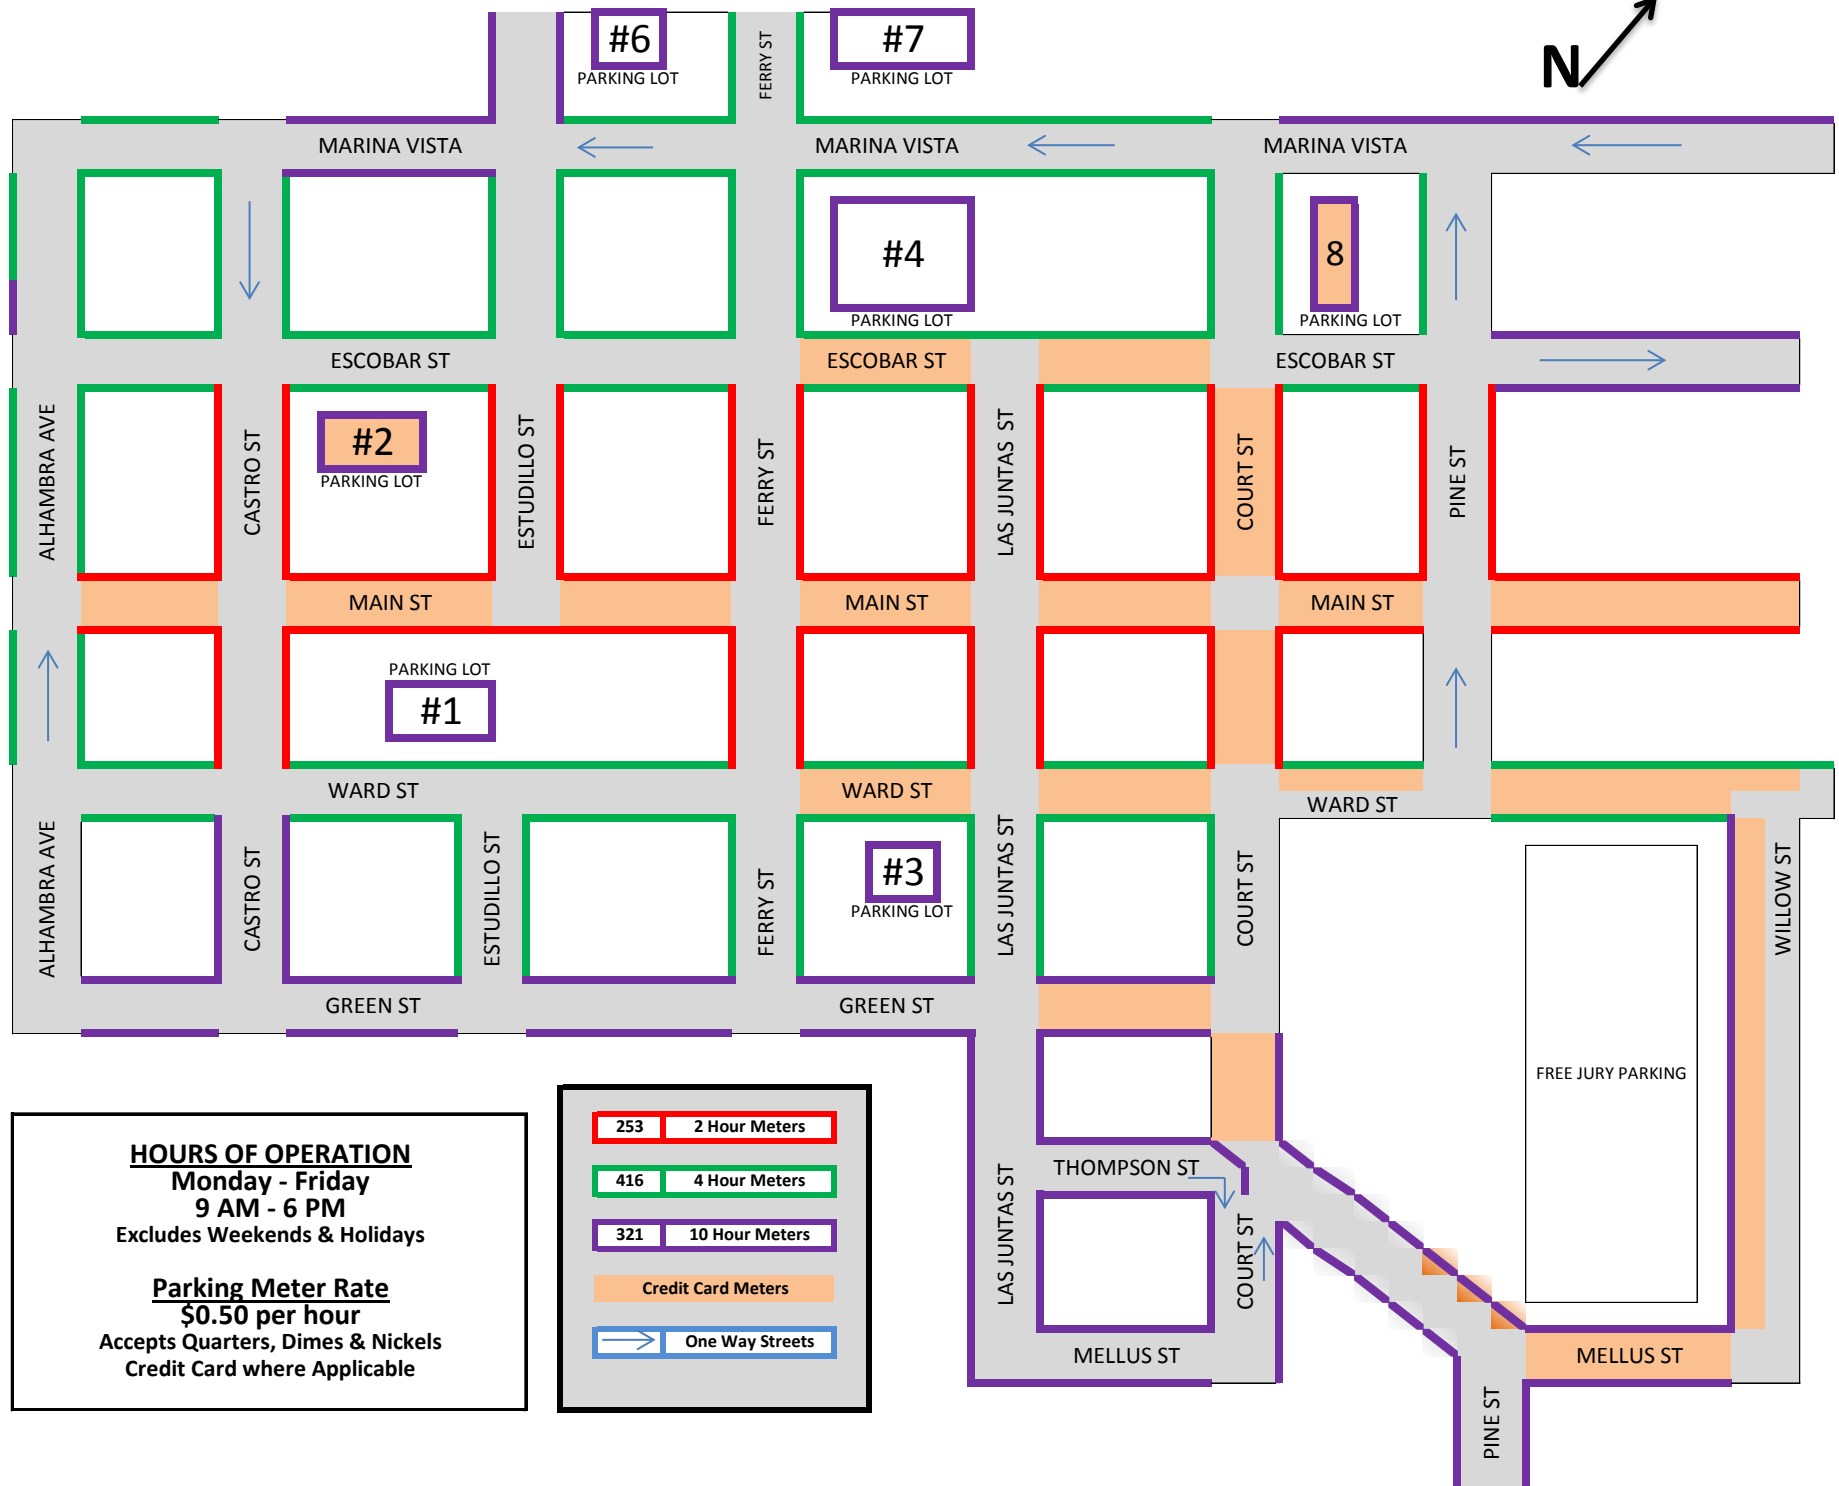 #6
PARKING LOT
FERRY ST
#7
PARKING LOT
N
MARINA VISTA
MARINA VISTA
MARINA VISTA
#4
PARKING LOT
8
PARKING LOT
ESCOBAR ST
ESCOBAR ST
ESCOBAR ST
ALHAMBRA AVE
CASTRO ST
#2
PARKING LOT
ESTUDILLO ST
FERRY ST
LAS JUNTAS ST
COURT ST
PINE ST
MAIN ST
MAIN ST
MAIN ST
PARKING LOT
#1
WARD ST
WARD ST
WARD ST
ALHAMBRA AVE
CASTRO ST
ESTUDILLO ST
FERRY ST
#3
PARKING LOT
LAS JUNTAS ST
COURT ST
WILLOW ST
GREEN ST
GREEN ST
FREE JURY PARKING
THOMPSON ST
LAS JUNTAS ST
COURT ST
MELLUS ST
MELLUS ST
PINE ST
HOURS OF OPERATION
Monday - Friday
9 AM - 6 PM
Excludes Weekends & Holidays
Parking Meter Rate
$0.50 per hour
Accepts Quarters, Dimes & Nickels
Credit Card where Applicable
253 2 Hour Meters
416 4 Hour Meters
321 10 Hour Meters
Credit Card Meters
One Way Streets